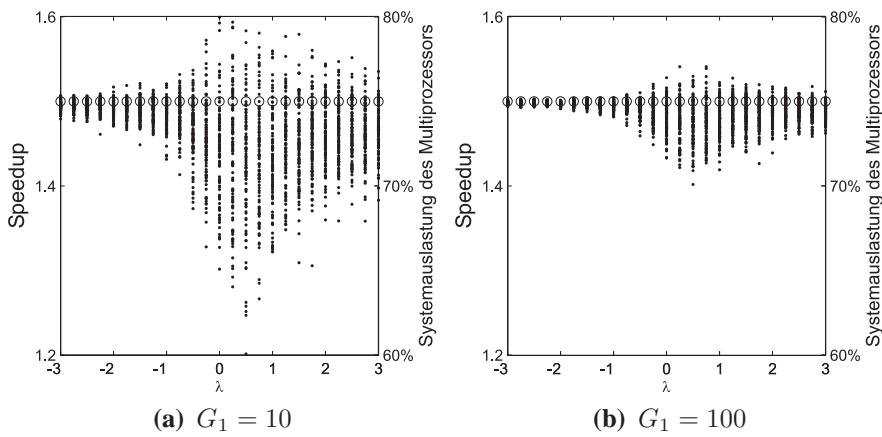 1.6
1.4
1.2
Speedup
80%
70%
60%
Systemauslastung des Multiprozessors
-3 -2 -1 0 1 2 3
λ
(a) G₁ = 10
1.6
1.4
1.2
Speedup
80%
70%
60%
Systemauslastung des Multiprozessors
-3 -2 -1 0 1 2 3
λ
(b) G₁ = 100